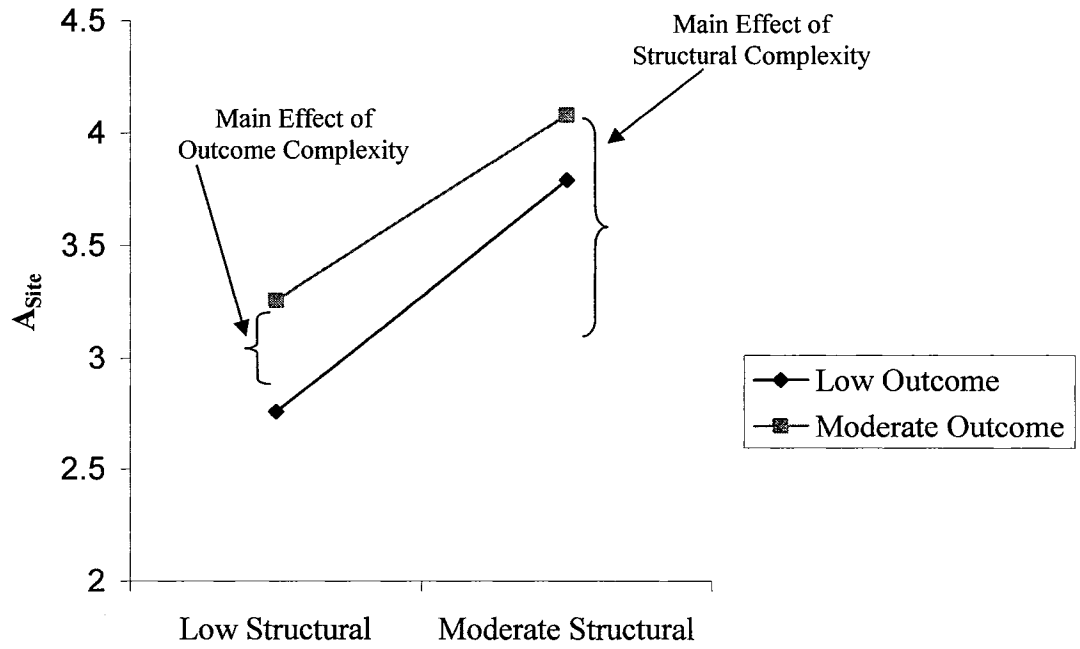 4.5
Main Effect of
Structural Complexity
Main Effect of
Outcome Complexity
4
3.5
A_Site
3
Low Outcome
Moderate Outcome
2.5
2
Low Structural
Moderate Structural